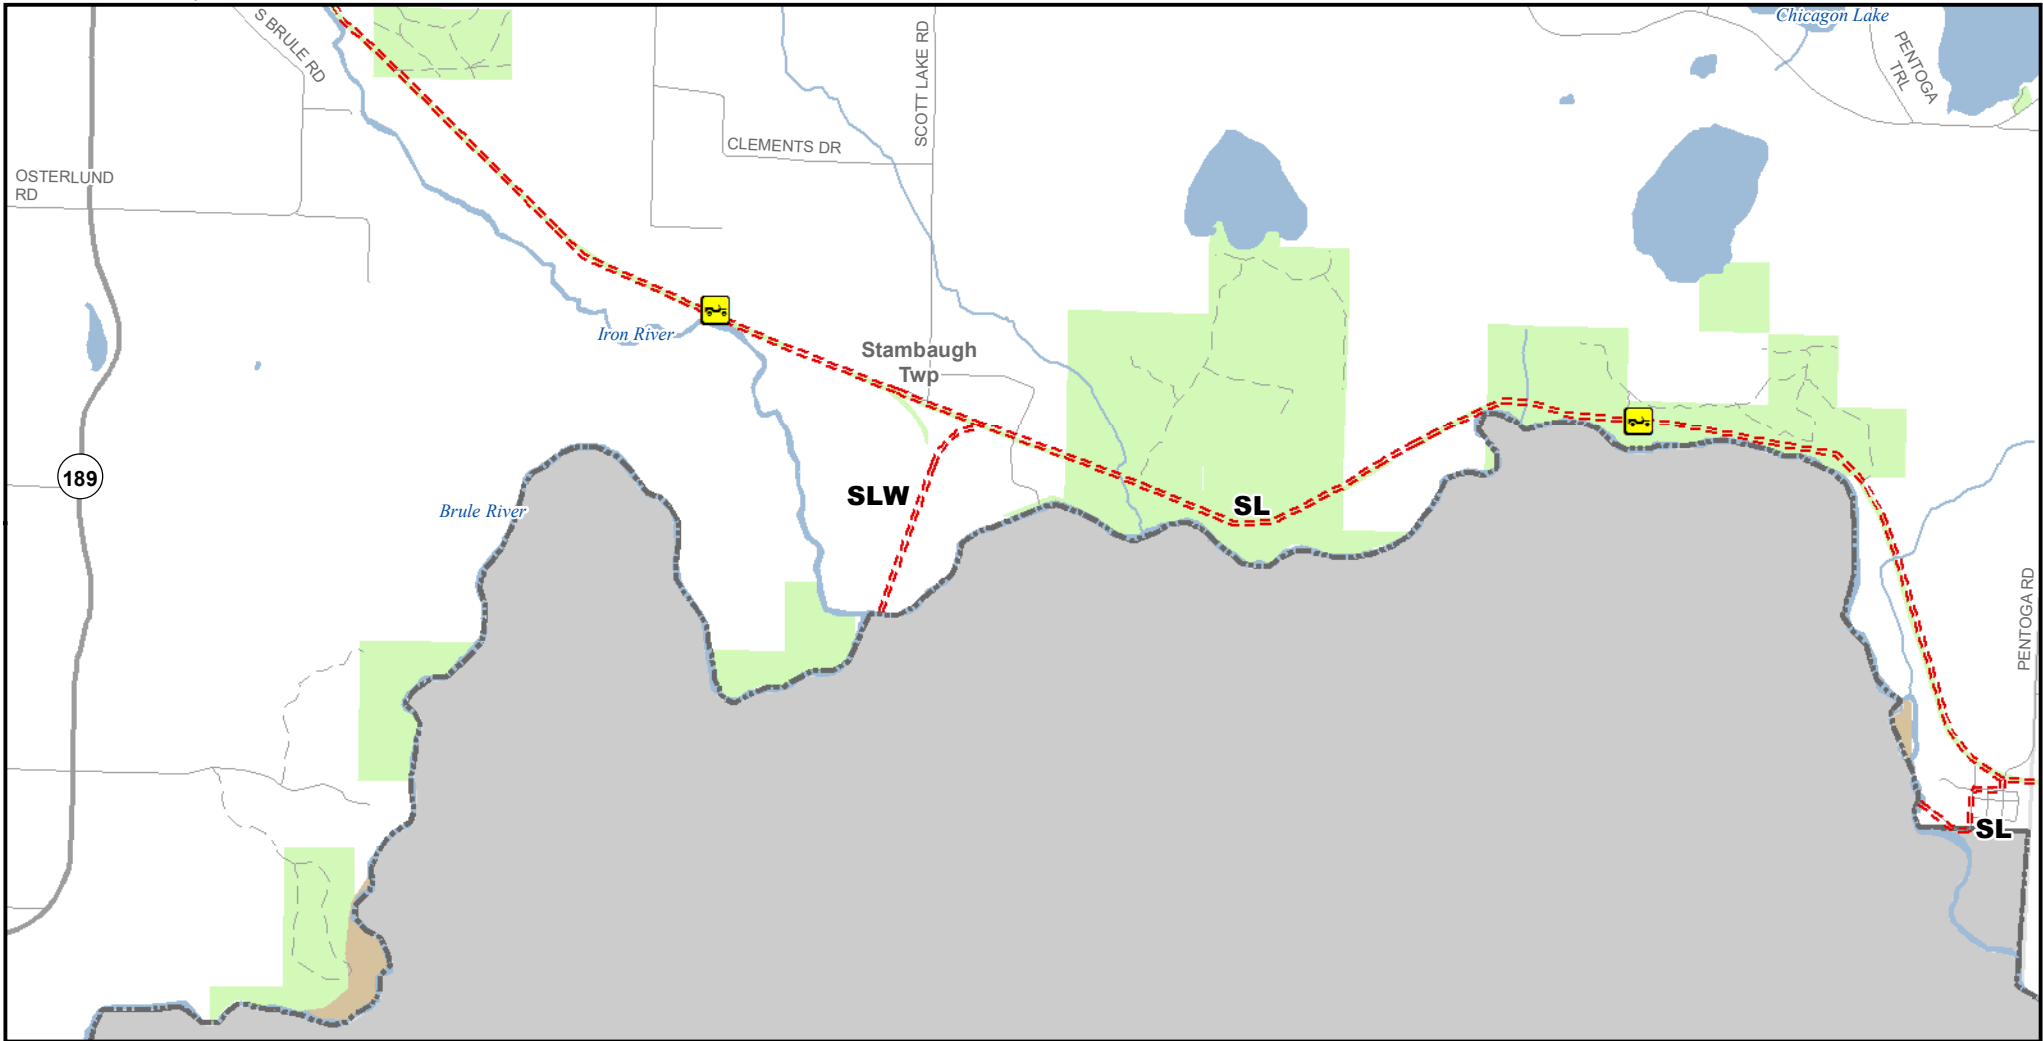 Chicagon Lake
S BRULE RD
SCOTT LAKE RD
PENTOGA
TRL
CLEMENTS DR
OSTERLUND
RD
Iron River
Stambaugh
Twp
189
SLW
SL
Brule River
PENTOGA RD
SL